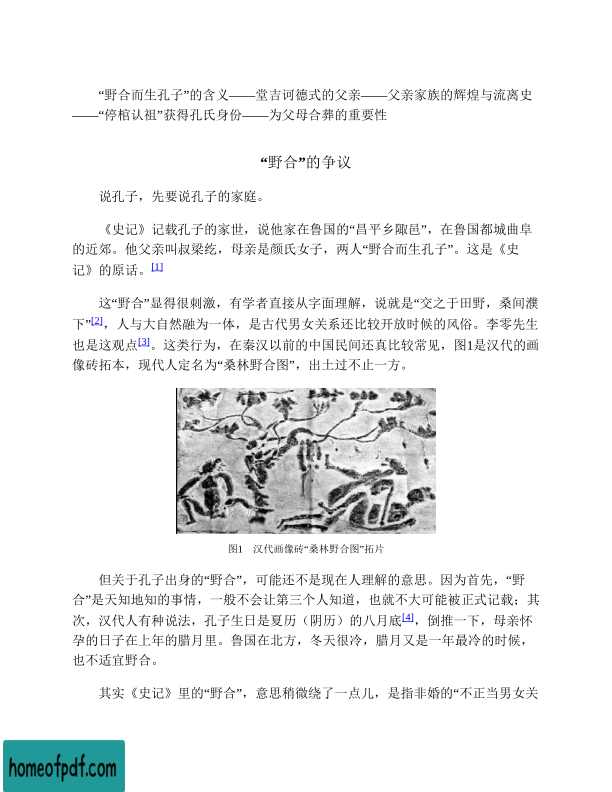 “野合而生孔子”的含义——堂吉诃德式的父亲——父亲家族的辉煌与流离史
——“停棺认祖”获得孔氏身份——为父母合葬的重要性
“野合”的争议
说孔子，先要说孔子的家庭。
《史记》记载孔子的家世，说他家在鲁国的“昌平乡陬邑”，在鲁国都城曲阜
的近郊。他父亲叫叔梁纥，母亲是颜氏女子，两人“野合而生孔子”。这是《史
记》的原话。[1]
这“野合”显得很刺激，有学者直接从字面理解，说就是“交之于田野，桑间濮
下”[2]，人与大自然融为一体，是古代男女关系还比较开放时候的风俗。李零先生
也是这观点[3]。这类行为，在秦汉以前的中国民间还真比较常见，图1是汉代的画
像砖拓本，现代人定名为“桑林野合图”，出土过不止一方。
图1 汉代画像砖“桑林野合图”拓片
但关于孔子出身的“野合”，可能还不是现在人理解的意思。因为首先，“野
合”是天知地知的事情，一般不会让第三个人知道，也就不大可能被正式记载；其
次，汉代人有种说法，孔子生日是夏历（阴历）的八月底[4]，倒推一下，母亲怀
孕的日子在上年的腊月里。鲁国在北方，冬天很冷，腊月又是一年最冷的时候，
也不适宜野合。
其实《史记》里的“野合”，意思稍微绕了一点儿，是指非婚的“不正当男女关
homeofpdf.com